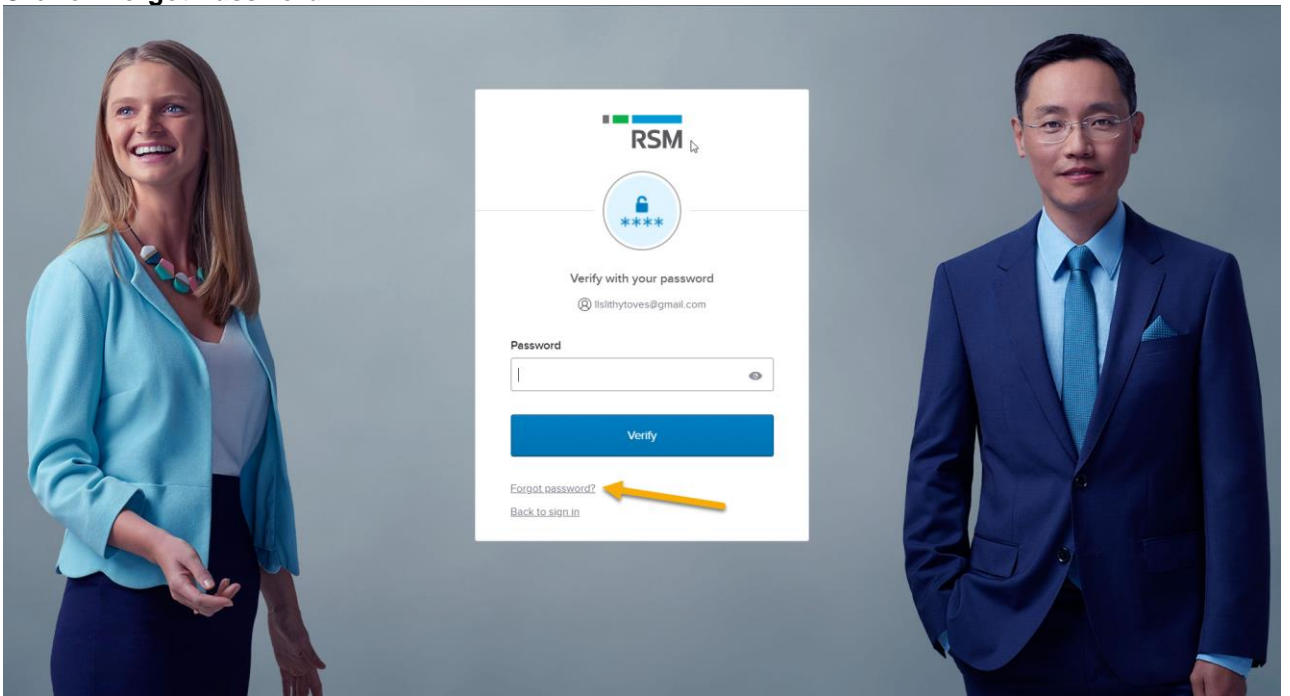 RSM
****
Verify with your password
llslithytoves@gmail.com
Password
Verify
Forgot password?
Back to sign in